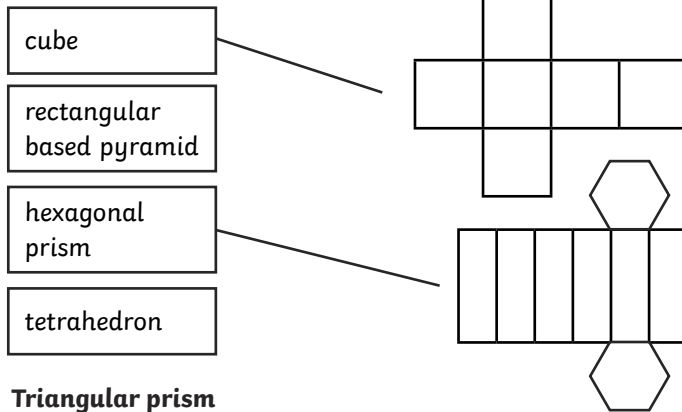 cube
rectangular
based pyramid
hexagonal
prism
tetrahedron
Triangular prism